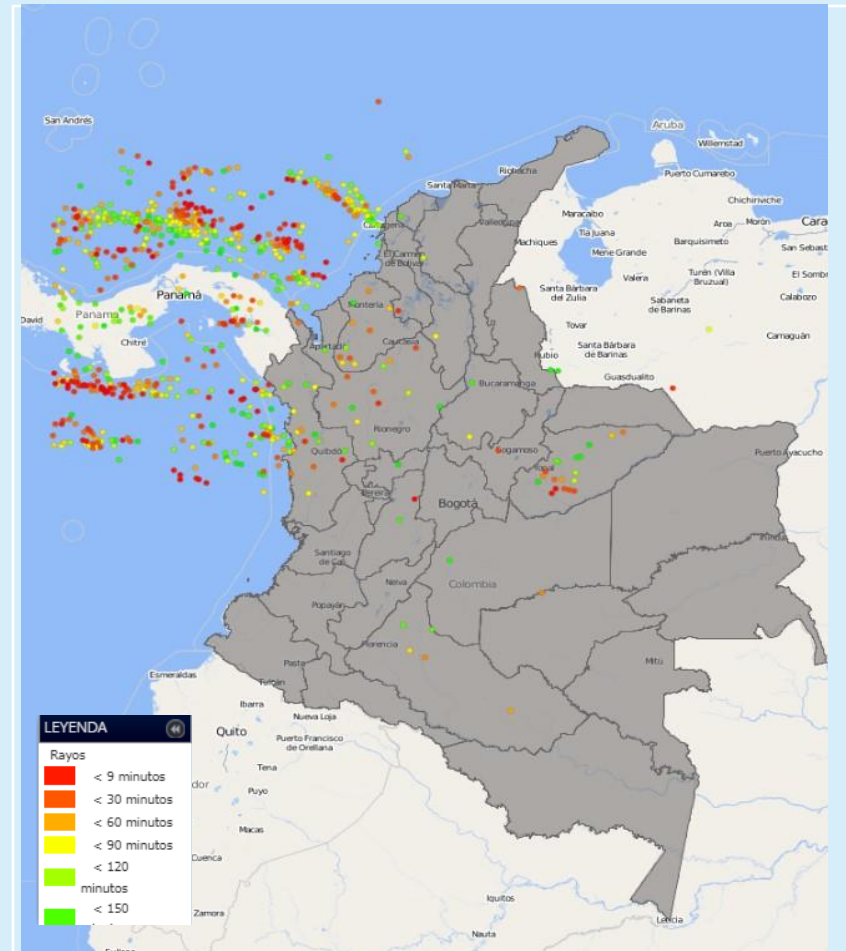 San Andrés
Aruba
Willemstad
Puerto Cumarebo
Riohacha
Santa Marta
Chichiriviche
Maracaibo
Cara
Valledupar
Aroa
Morón
Tía Juana
Barquisimeto
San Sebast
Machiques
Mene Grande
El Carmen
de Bolívar
Turén (Villa
Bruzual)
El Sombr
Valera
Santa Bárbara
del Zulia
Calabozo
Panamá
Sabaneta
de Barinas
Montería
David
Panama
Tovar
Camaguán
Chitré
Caucasia
Santa Bárbara
de Barinas
Rubio
Guasdualito
Bucaramanga
Rionegro
Quibdó
Sogamoso
Puerto Ayacucho
Yopal
Pereira
Bogotá
Santiago
de Cali
Neiva
Colombia
Popayán
Florencia
Mitú
Pasto
Esmeraldas
Tulcán
Ibarra
Nueva Loja
Quito
Puerto Francisco
de Orellana
Tena
Puyo
Macas
Cuenca
Zamora
Iquitos
Leticia
Nauta
LEYENDA
Rayos
< 9 minutos
< 30 minutos
< 60 minutos
< 90 minutos
< 120
minutos
< 150